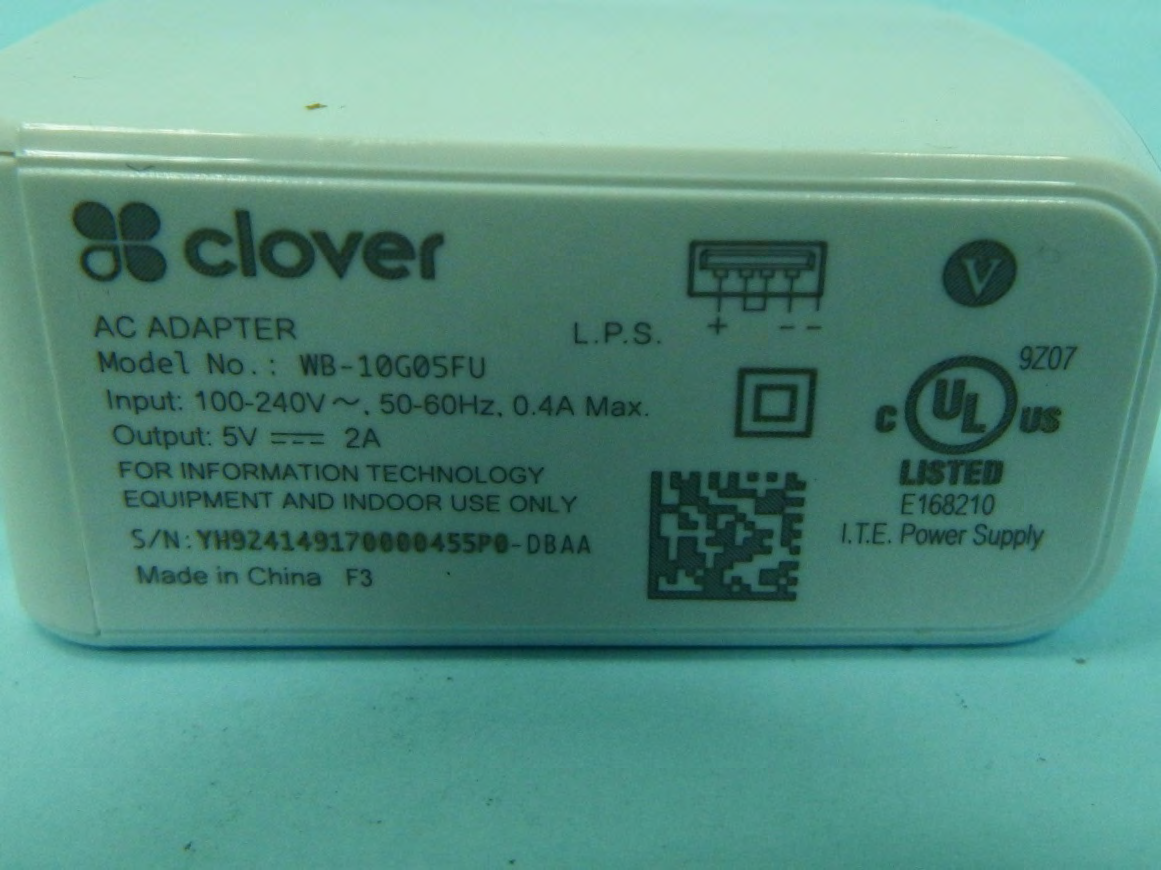 clover
AC ADAPTER
L.P.S.
+ - -
V
Model No.: WB-10G05FU
Input: 100-240V～, 50-60Hz, 0.4A Max.
Output: 5V ⎓ 2A
FOR INFORMATION TECHNOLOGY
EQUIPMENT AND INDOOR USE ONLY
S/N:YH9Z4149170000455P0-DBAA
Made in China F3
9Z07
C UL US
LISTED
E168210
I.T.E. Power Supply